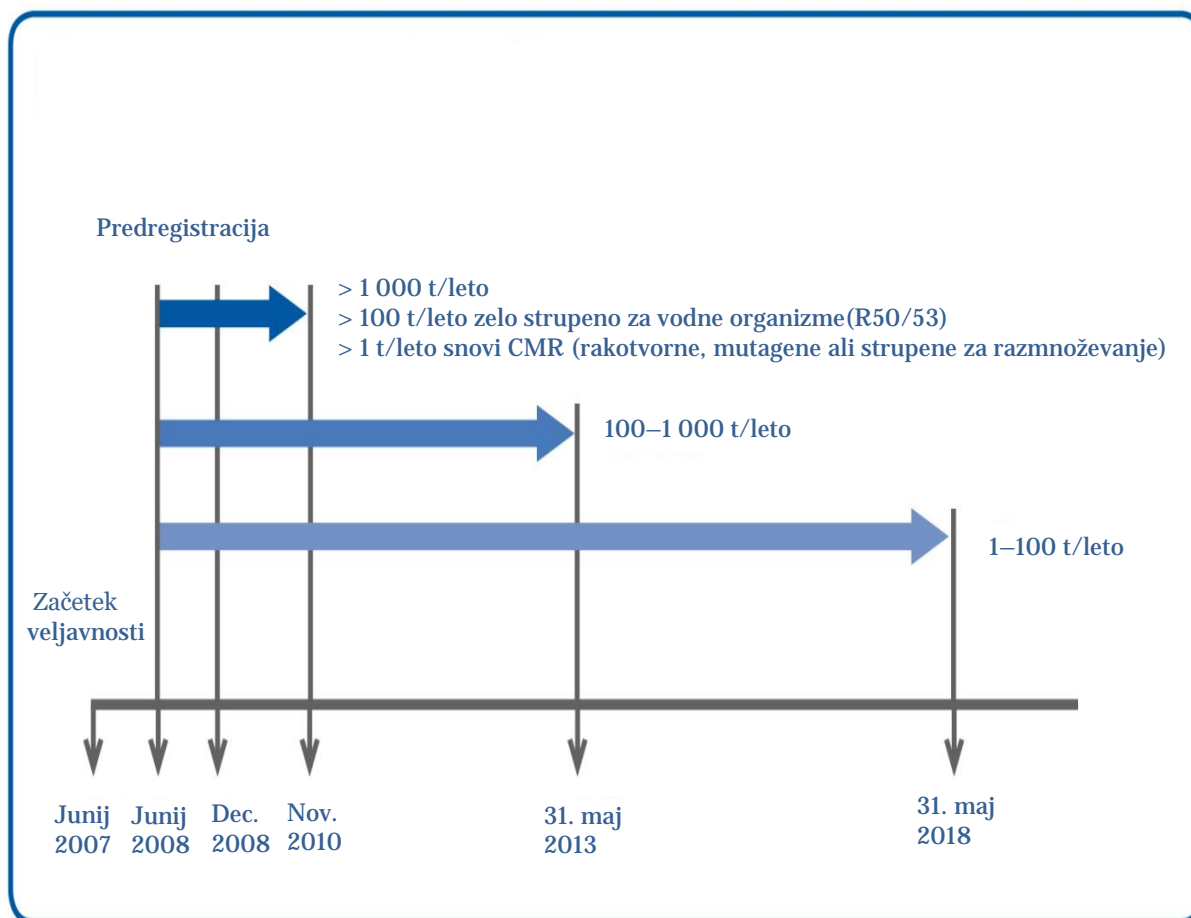 Predregistracija
> 1 000 t/leto
> 100 t/leto zelo strupeno za vodne organizme(R50/53)
> 1 t/leto snovi CMR (rakotvorne, mutagene ali strupene za razmnoževanje)
100–1 000 t/leto
1–100 t/leto
Začetek
veljavnosti
Junij
2007
Junij
2008
Dec.
2008
Nov.
2010
31. maj
2013
31. maj
2018